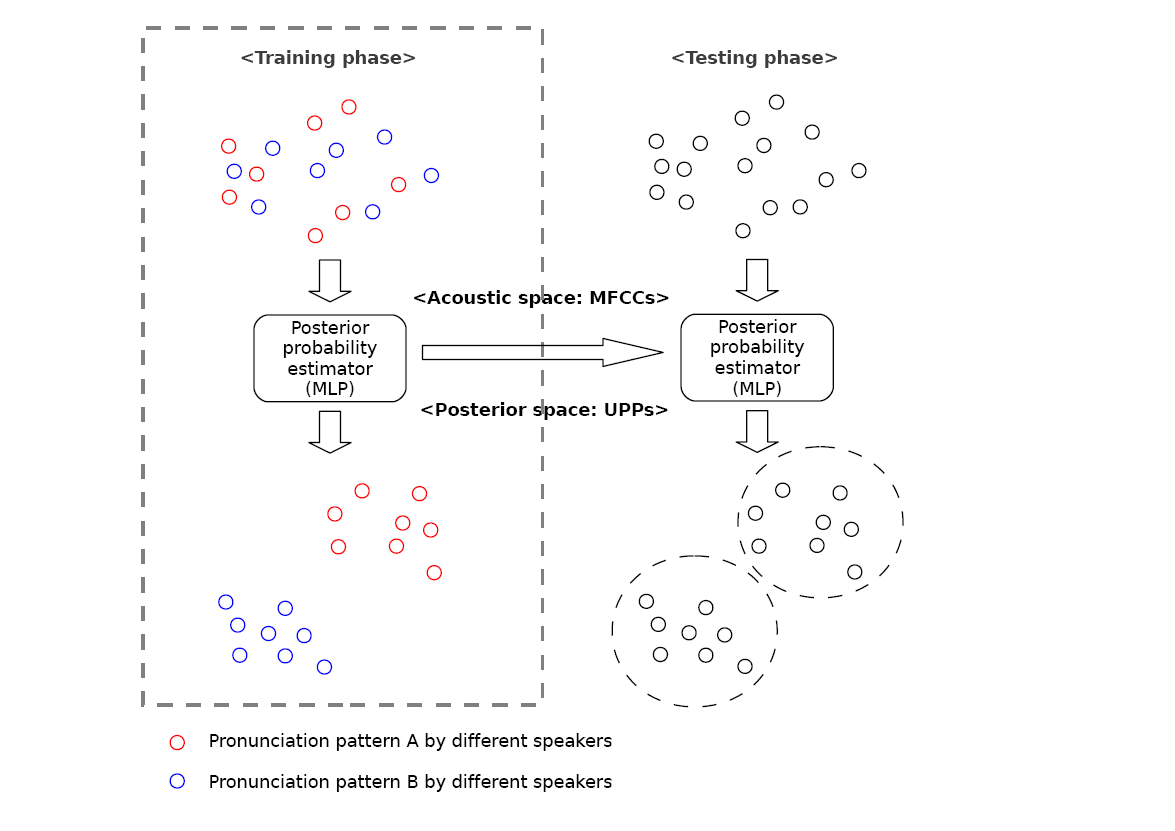 <Training phase>
<Testing phase>
<Acoustic space: MFCCs>
Posterior
probability
estimator
(MLP)
Posterior
probability
estimator
(MLP)
<Posterior space: UPPs>
Pronunciation pattern A by different speakers
Pronunciation pattern B by different speakers